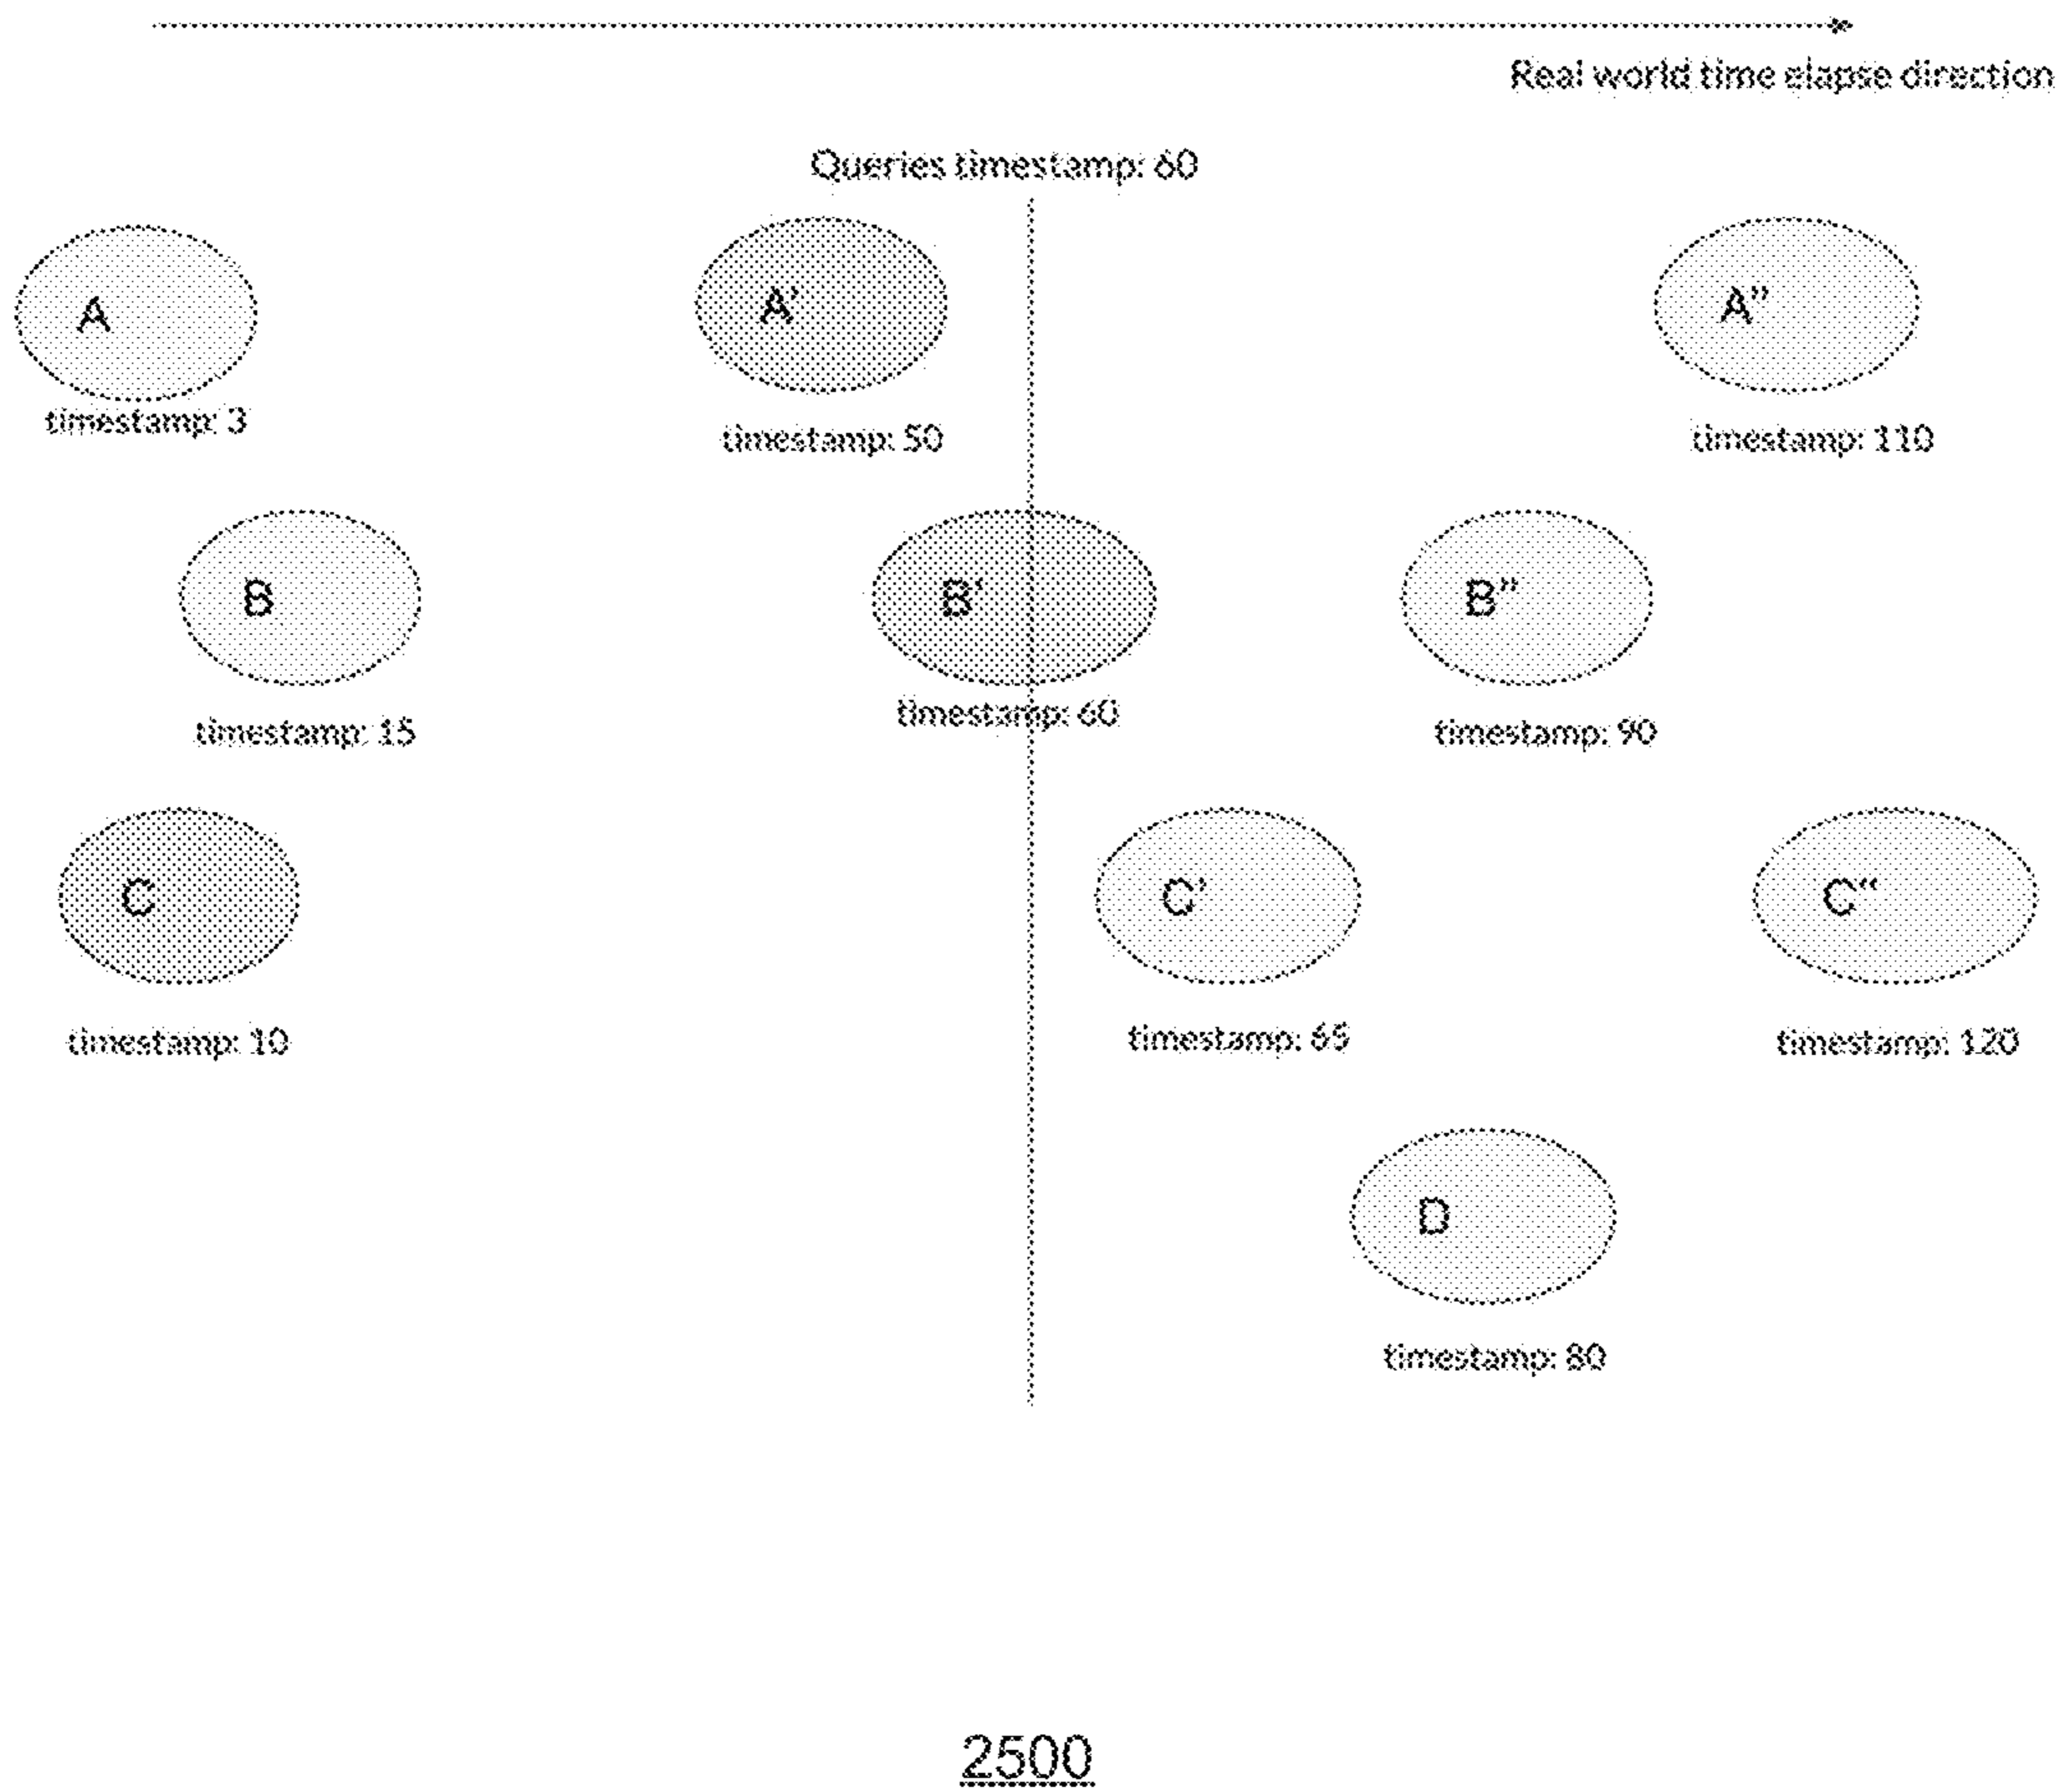 Real world time elapse direction
Queries timestamp: 60
A
A'
A"
timestamp: 3
timestamp: 50
timestamp: 110
B
B'
B"
timestamp: 15
timestamp: 60
timestamp: 90
C
C'
C"
timestamp: 10
timestamp: 65
timestamp: 120
D
timestamp: 80
2500